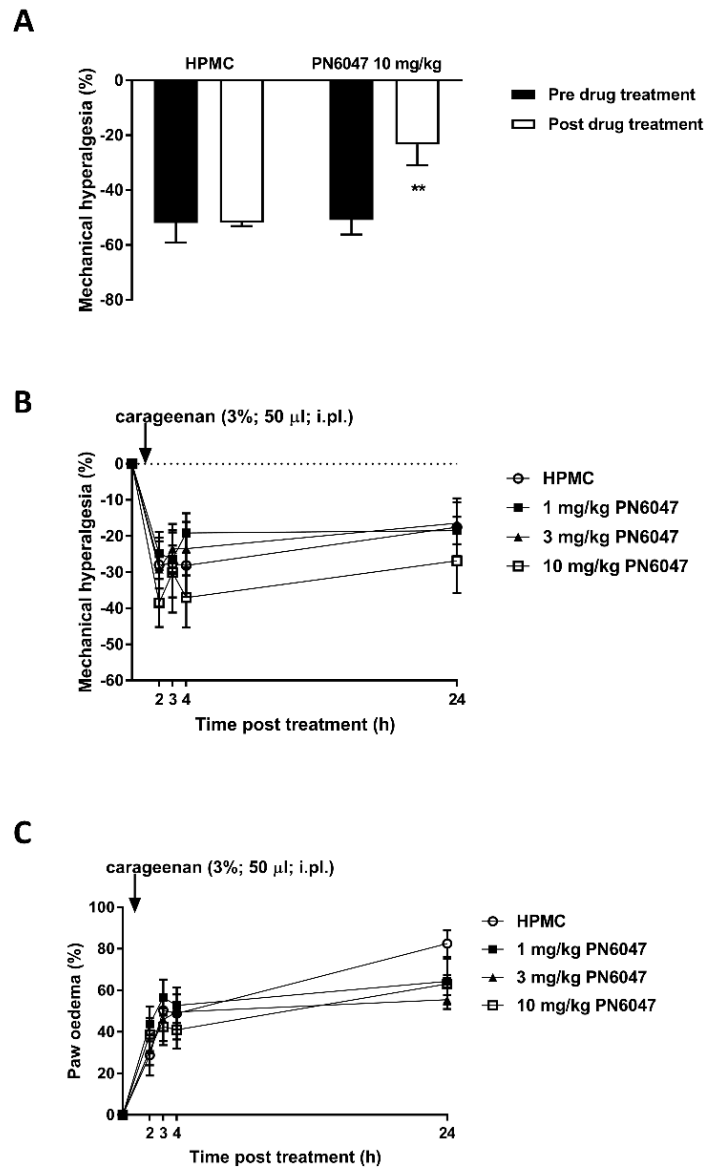 A
HPMC PN6047 10 mg/kg
0
-20
-40
-60
-80
Mechanical hyperalgesia (%)
**
Pre drug treatment
Post drug treatment
B
carageenan (3%; 50 μl; i.pl.)
0
-10
-20
-30
-40
-50
-60
Mechanical hyperalgesia (%)
2 3 4 24
Time post treatment (h)
HPMC
1 mg/kg PN6047
3 mg/kg PN6047
10 mg/kg PN6047
C
carageenan (3%; 50 μl; i.pl.)
100
80
60
40
20
0
Paw oedema (%)
2 3 4 24
Time post treatment (h)
HPMC
1 mg/kg PN6047
3 mg/kg PN6047
10 mg/kg PN6047